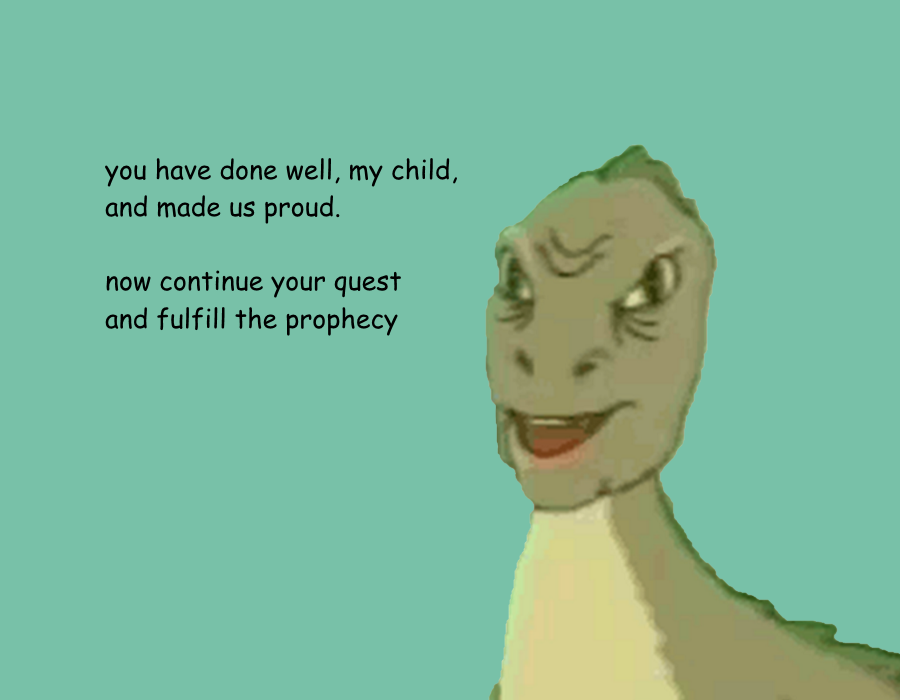 you have done well, my child,
and made us proud.
now continue your quest
and fulfill the prophecy